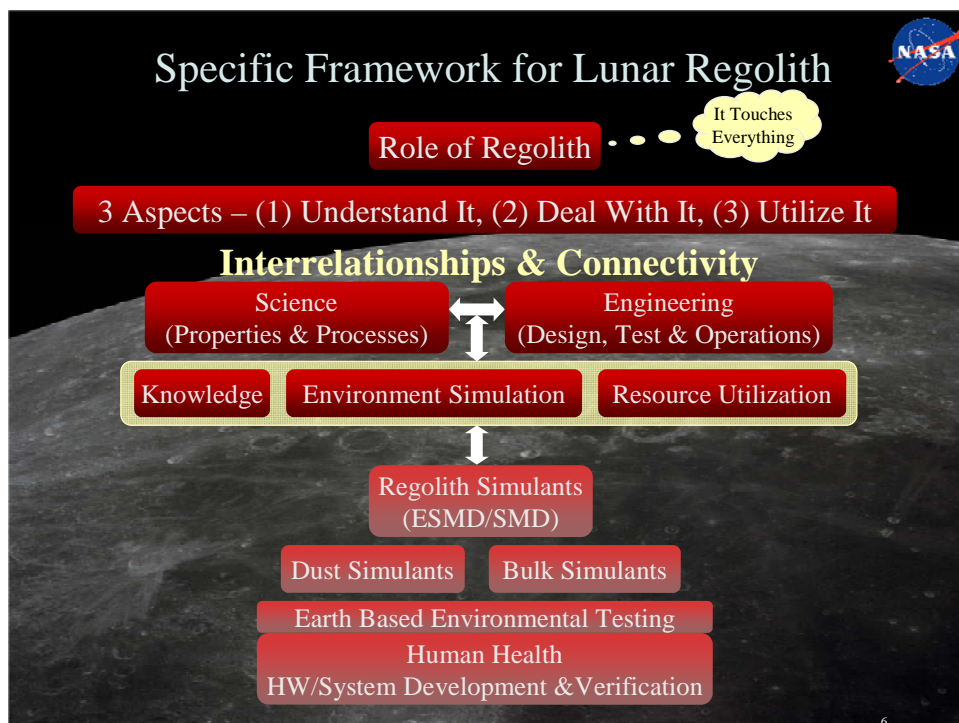 Specific Framework for Lunar Regolith
NASA
It Touches
Everything
Role of Regolith
3 Aspects – (1) Understand It, (2) Deal With It, (3) Utilize It
Interrelationships & Connectivity
Science
(Properties & Processes)
Engineering
(Design, Test & Operations)
Knowledge
Environment Simulation
Resource Utilization
Regolith Simulants
(ESMD/SMD)
Dust Simulants
Bulk Simulants
Earth Based Environmental Testing
Human Health
HW/System Development &Verification
6